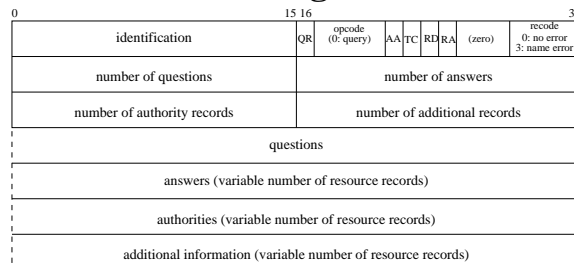 0 15 16 3
identification QR opcode (0: query) AA TC RD RA (zero) recode 0: no error 3: name error
number of questions number of answers
number of authority records number of additional records
questions
answers (variable number of resource records)
authorities (variable number of resource records)
additional information (variable number of resource records)